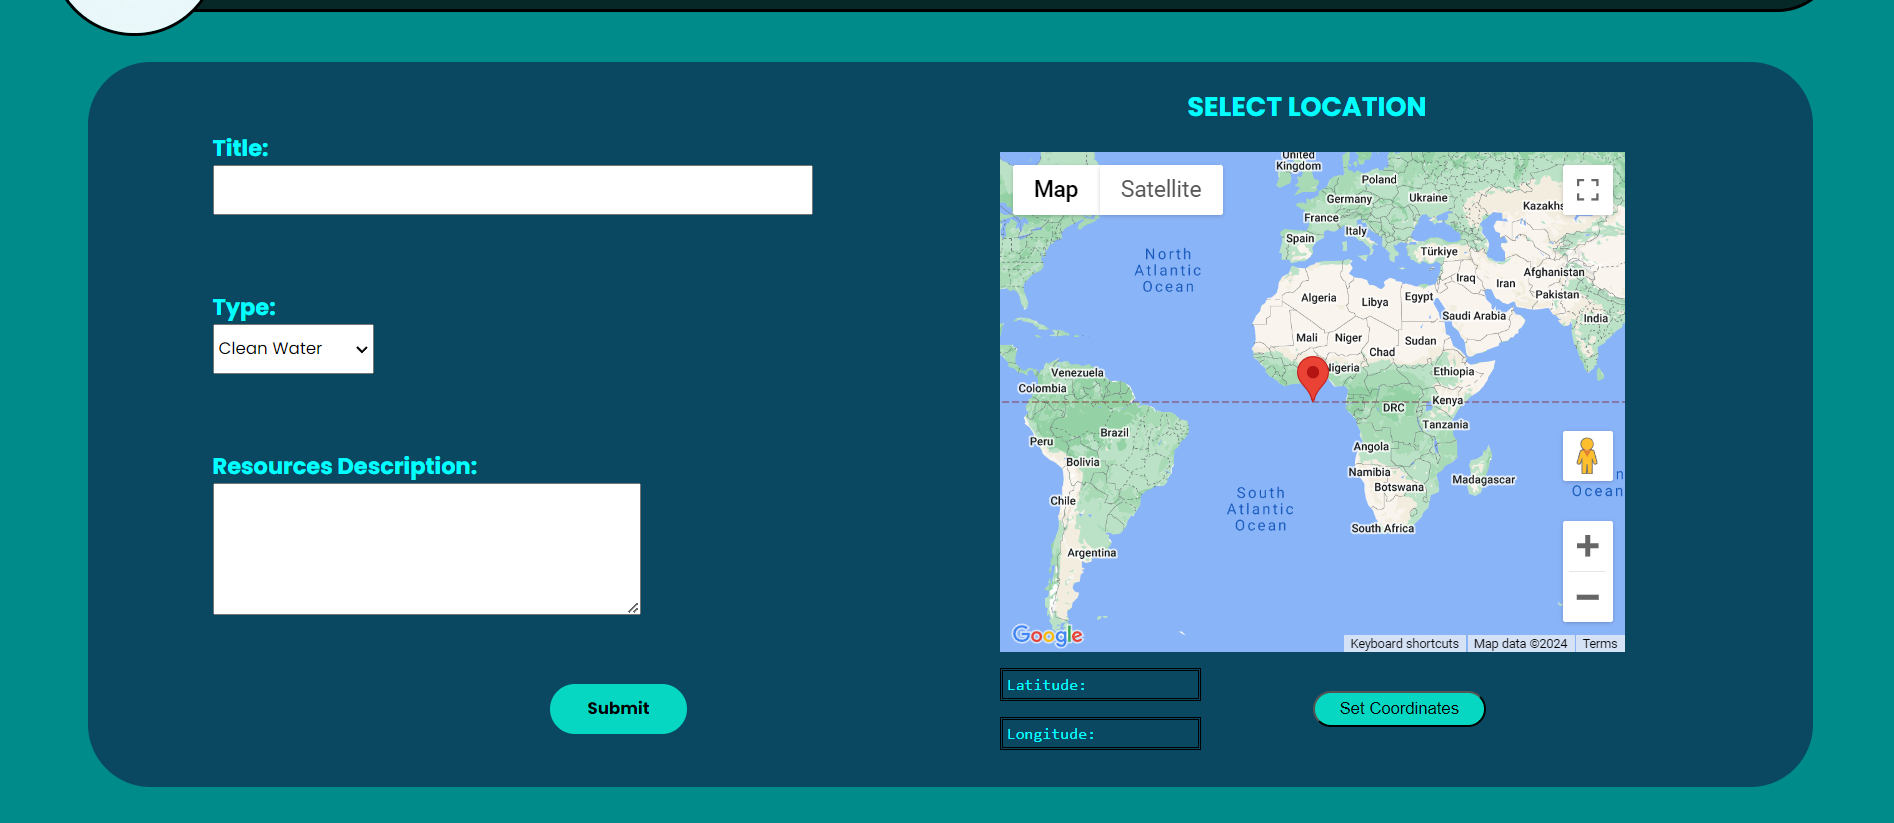 SELECT LOCATION
Title:
Type:
Clean Water
Resources Description:
Submit
Map
Satellite
United
Kingdom
Poland
Germany
Ukraine
France
Kazakhs
Spain
Italy
Türkiye
North
Atlantic
Ocean
Iraq
Iran
Afghanistan
Pakistan
Algeria
Libya
Egypt
Saudi Arabia
India
Mali
Niger
Sudan
Chad
Nigeria
Ethiopia
Venezuela
Colombia
DRC
Kenya
Tanzania
Brazil
Peru
Angola
Bolivia
Namibia
Botswana
Madagascar
n
Ocean
Chile
South
Atlantic
Ocean
South Africa
Argentina
Google
Keyboard shortcuts
Map data ©2024
Terms
Latitude:
Longitude:
Set Coordinates